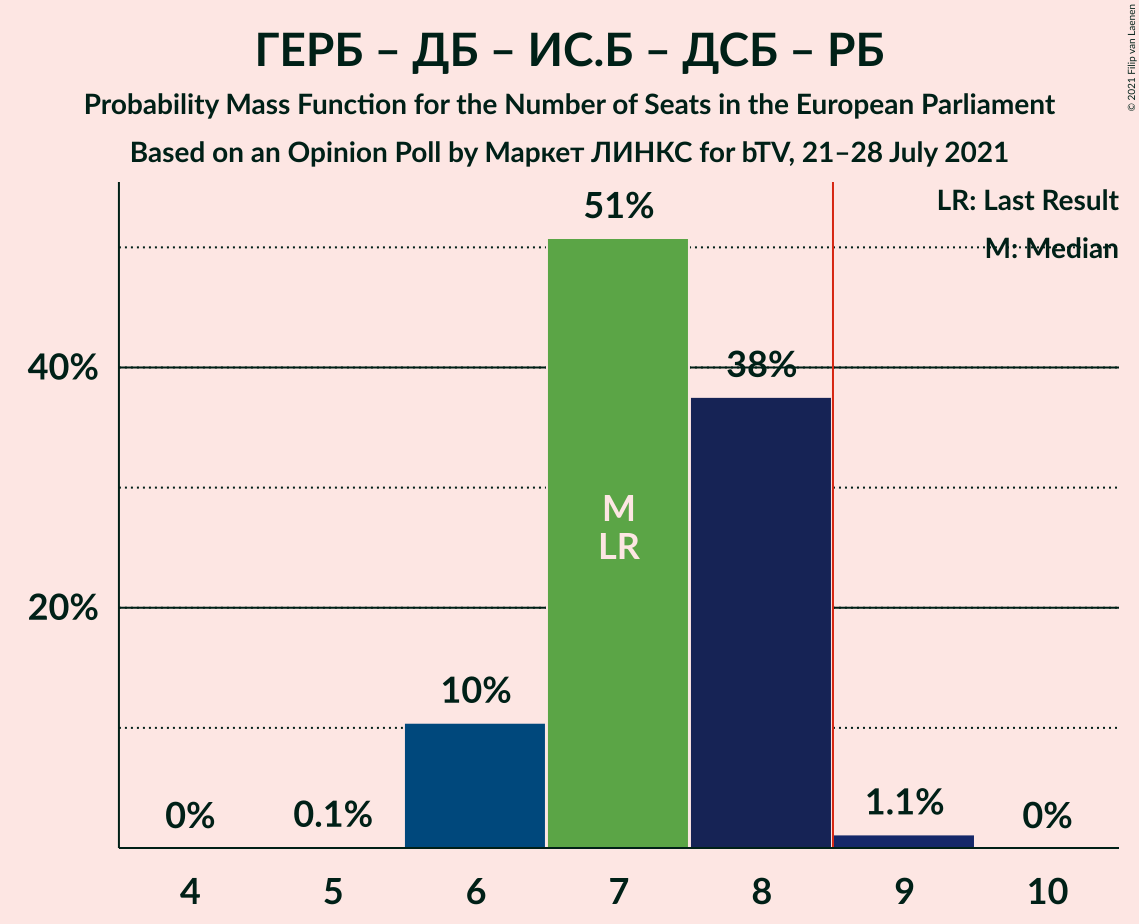 ГЕРБ – ДБ – ИС.Б – ДСБ – РБ
Probability Mass Function for the Number of Seats in the European Parliament
Based on an Opinion Poll by Маркет ЛИНКС for bTV, 21–28 July 2021
© 2021 Filip van Laenen
LR: Last Result
M: Median
51%
38%
40%
M
LR
20%
10%
0%
0.1%
1.1%
0%
4
5
6
7
8
9
10